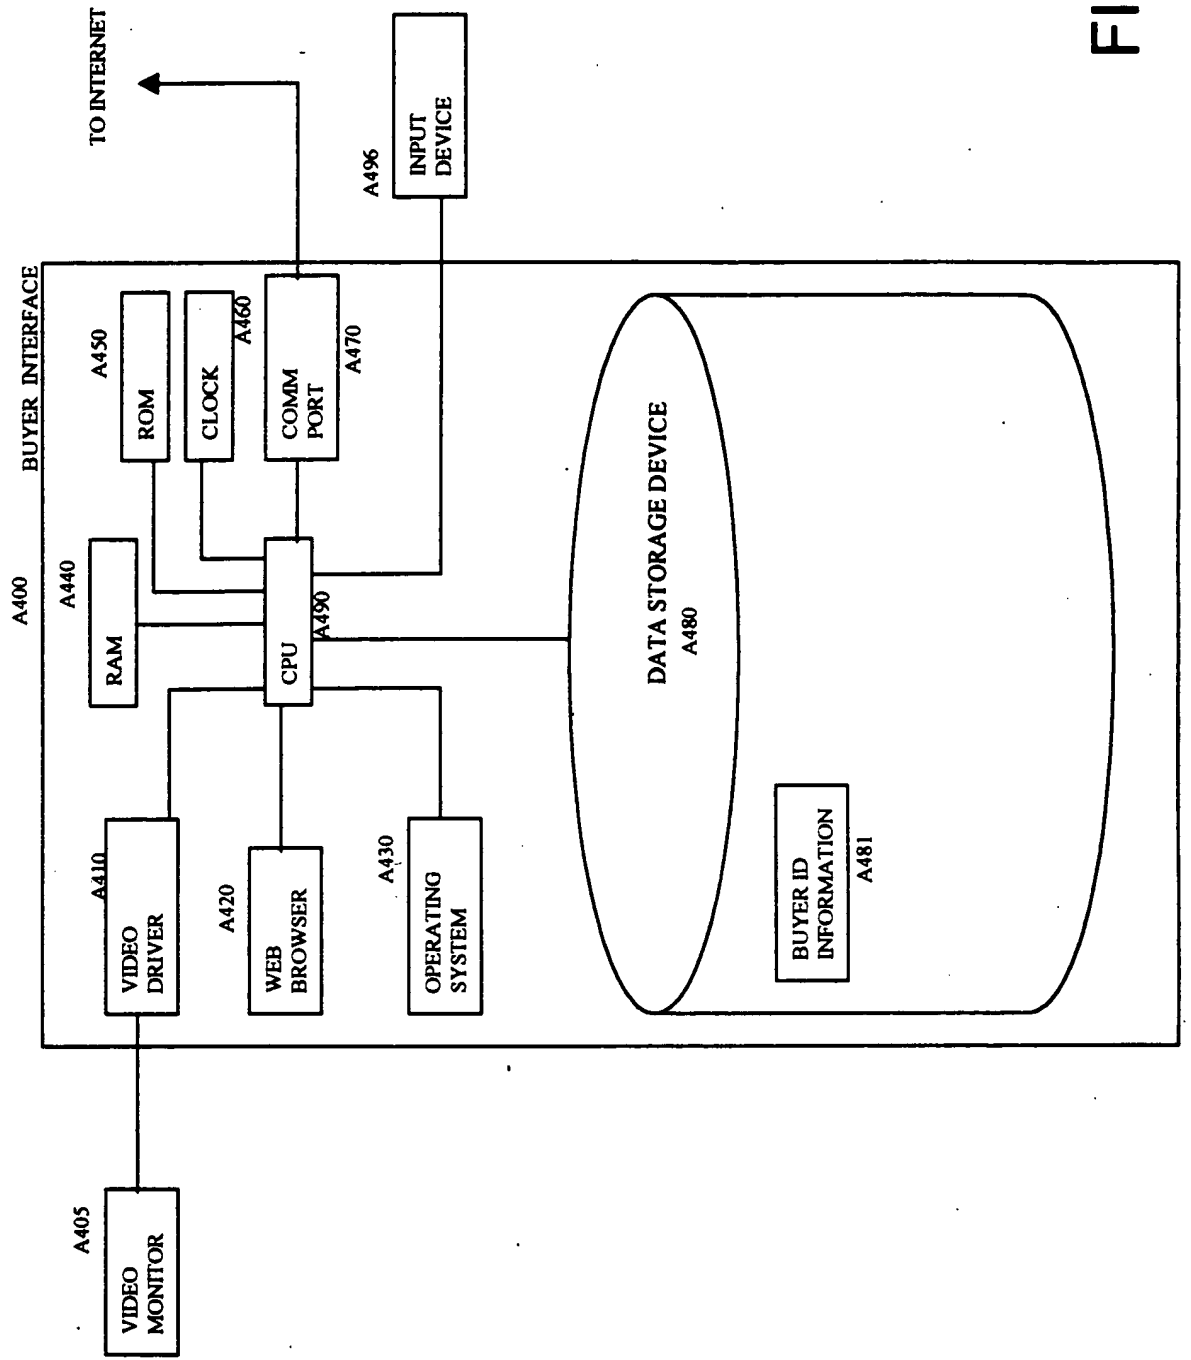 A400
BUYER INTERFACE
TO INTERNET
A405
VIDEO
MONITOR
A410
VIDEO
DRIVER
A440
RAM
A450
ROM
CLOCK
A460
A420
WEB
BROWSER
CPU
A490
COMM
PORT
A470
A496
INPUT
DEVICE
A430
OPERATING
SYSTEM
DATA STORAGE DEVICE
A480
BUYER ID
INFORMATION
A481
FI